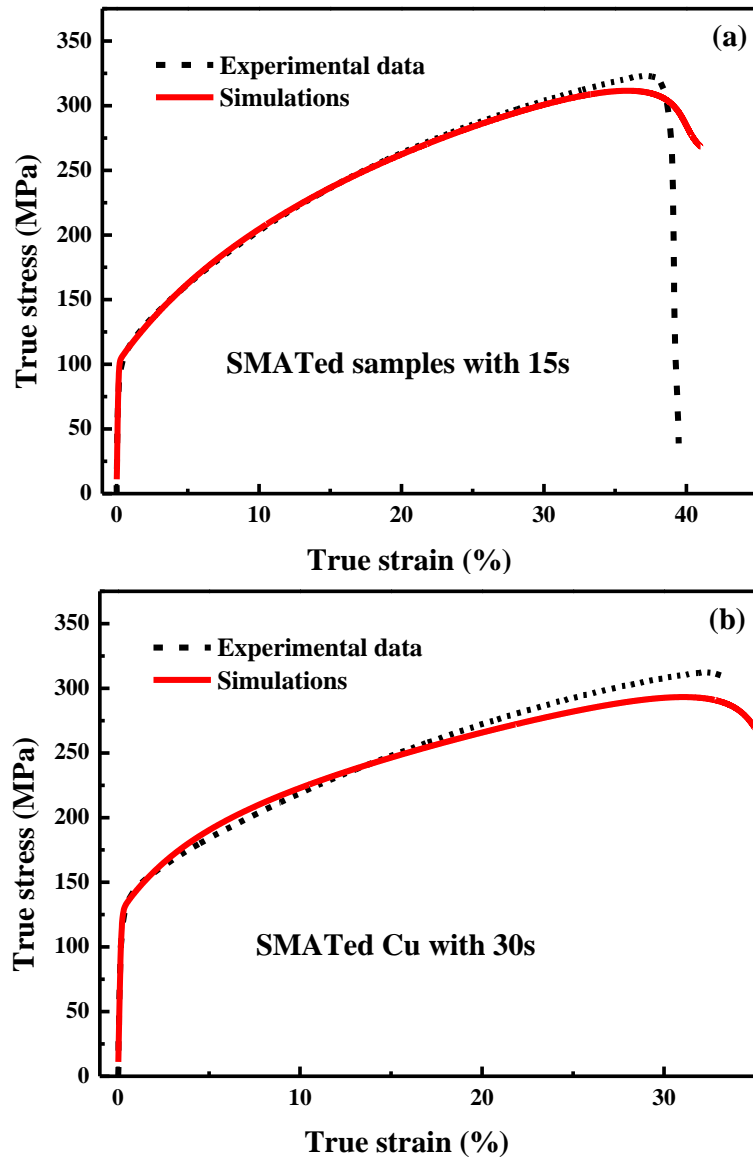 (a)
350
Experimental data
Simulations
300
250
200
150
100
50
0
True stress (MPa)
SMATed samples with 15s
0 10 20 30 40
True strain (%)
(b)
350
Experimental data
Simulations
300
250
200
150
100
50
0
True stress (MPa)
SMATed Cu with 30s
0 10 20 30
True strain (%)